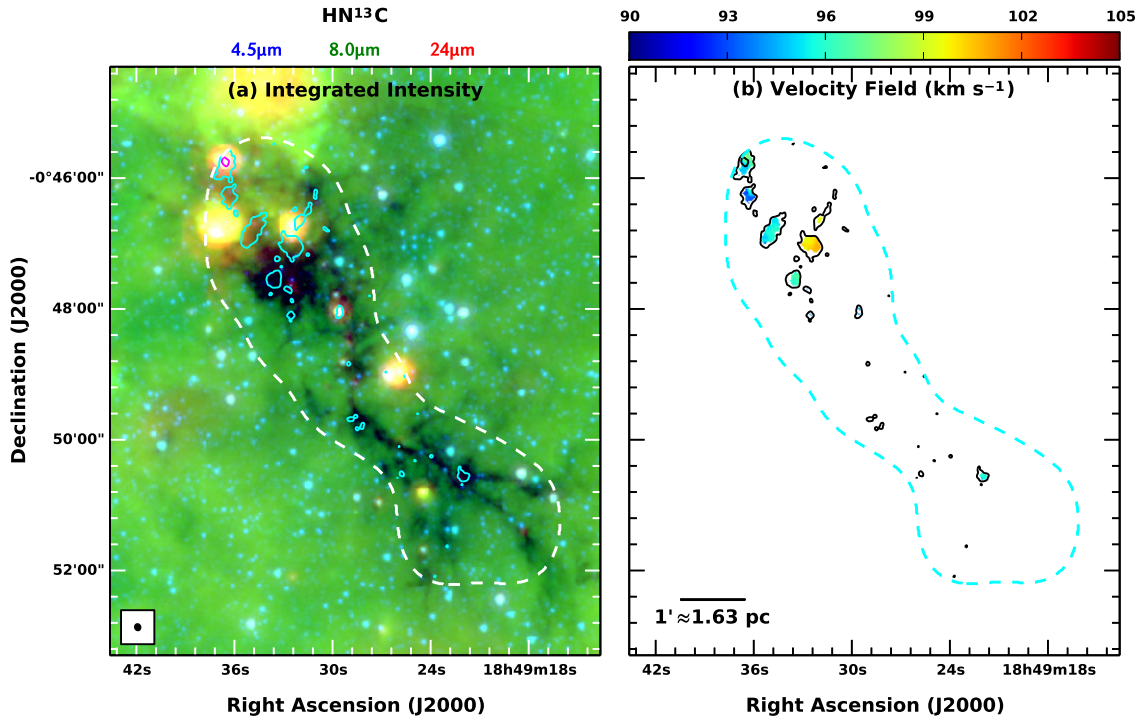 HN¹³C
4.5μm 8.0μm 24μm
90 93 96 99 102 105
(a) Integrated Intensity
(b) Velocity Field (km s⁻¹)
-0°46'00"
48'00"
50'00"
52'00"
Declination (J2000)
1'≈1.63 pc
42s 36s 30s 24s 18h49m18s
42s 36s 30s 24s 18h49m18s
Right Ascension (J2000)
Right Ascension (J2000)